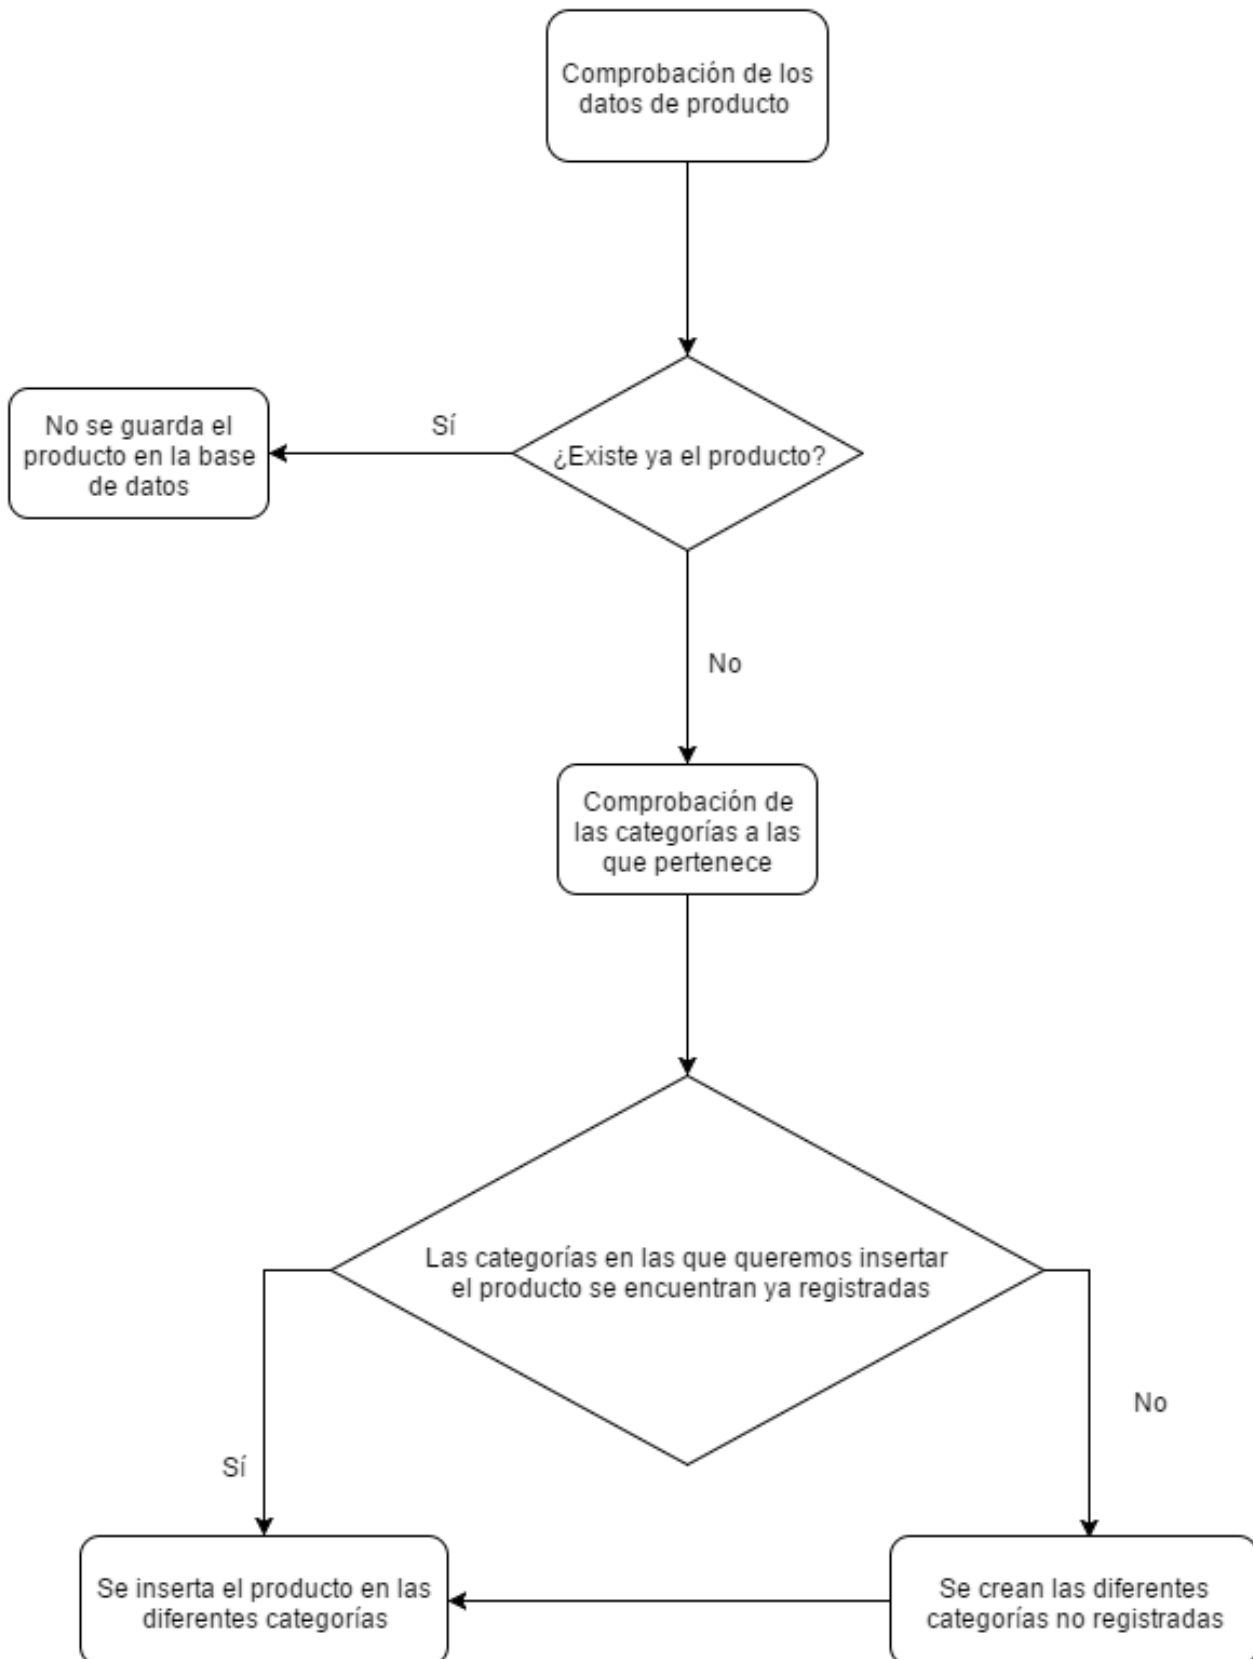 Comprobación de los
datos de producto
Sí
No se guarda el
producto en la base
de datos
¿Existe ya el producto?
No
Comprobación de
las categorías a las
que pertenece
Las categorías en las que queremos insertar
el producto se encuentran ya registradas
No
Sí
Se inserta el producto en las
diferentes categorías
Se crean las diferentes
categorías no registradas